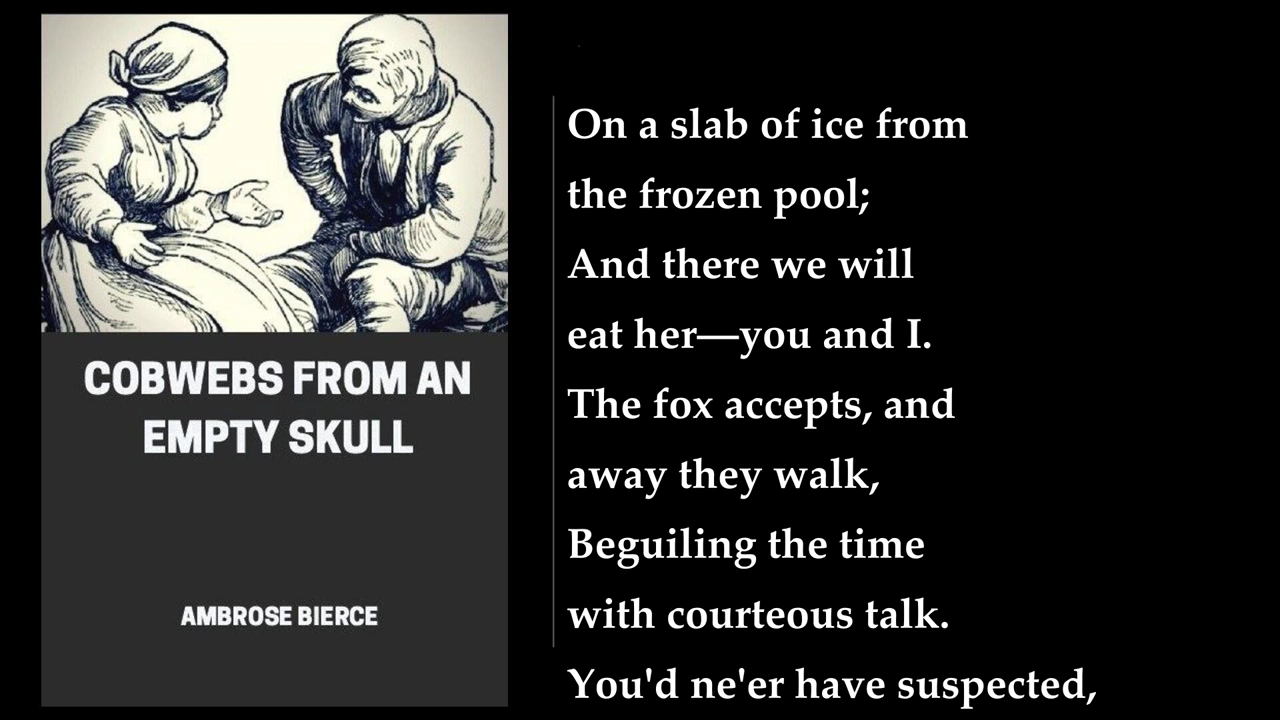 COBWEBS FROM AN
EMPTY SKULL
AMBROSE BIERCE
On a slab of ice from
the frozen pool;
And there we will
eat her—you and I.
The fox accepts, and
away they walk,
Beguiling the time
with courteous talk.
You'd ne'er have suspected,